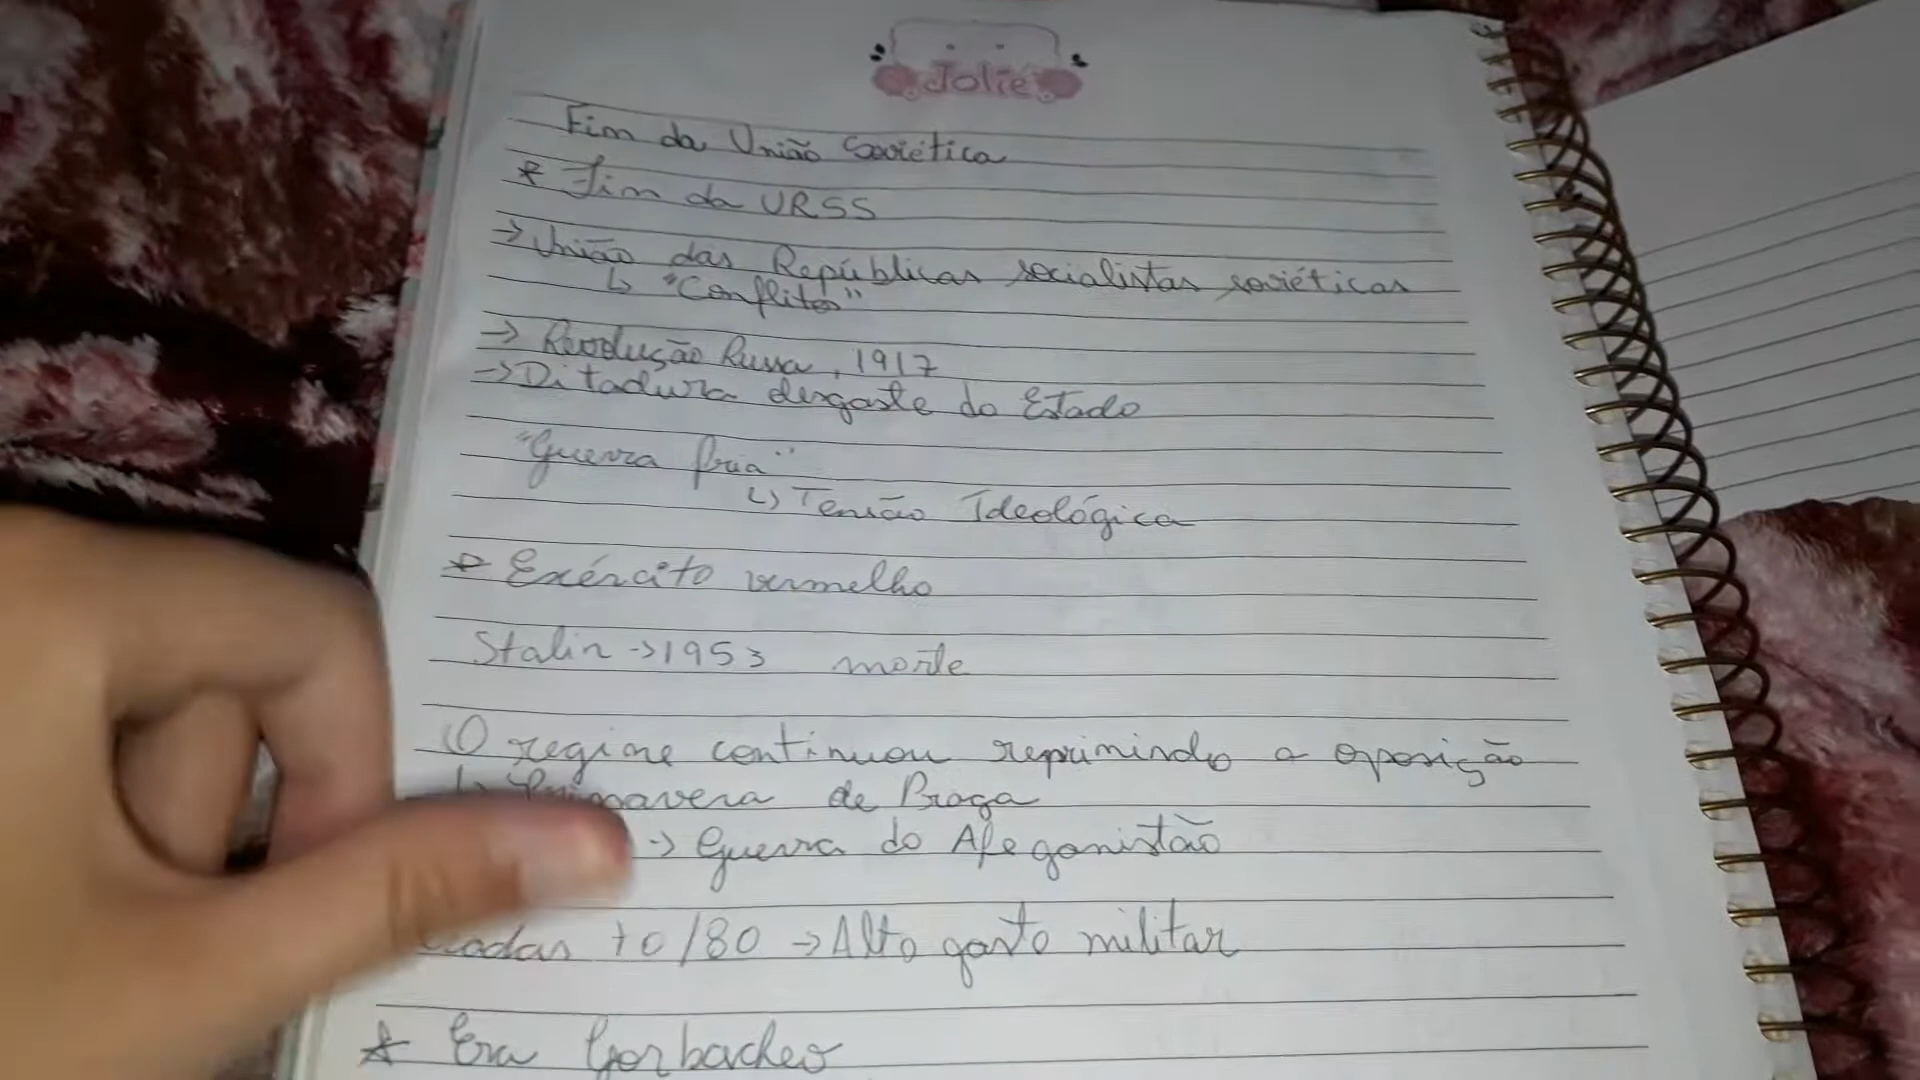 Jolie
Fim da União Soviética
* Fim da URSS
→ União das Repúblicas socialistas soviéticas
↳ "Conflitos"
→ Revolução Russa, 1917
→ Ditadura desgaste do Estado
"Guerra fria"
↳ Tensão Ideológica
* Exército vermelho
Stalin → 1953 morte
O regime continuou reprimindo a oposição
↳ Primavera de Praga
→ Guerra do Afeganistão
70/80 → Alto gasto militar
* Era Gorbachev